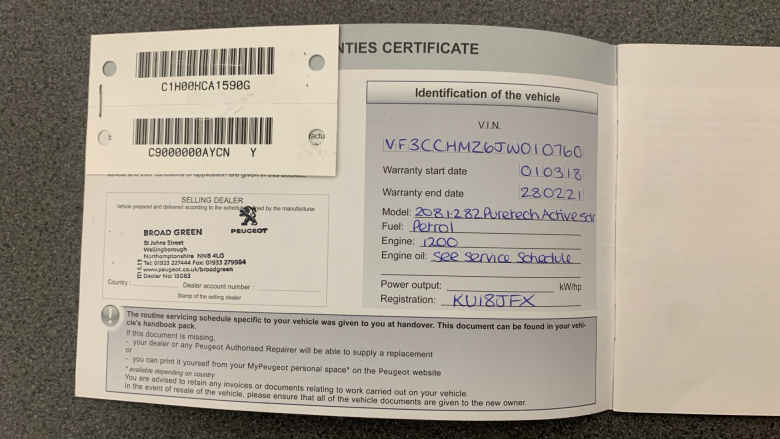 NTIES CERTIFICATE
C1H00HCA1590G
C9000000AYCN Y
factu
Identification of the vehicle
V.I.N.
VF3CCHMZ6JW010760
Warranty start date 010318
Warranty end date 280221
Model: 208 1.2 82 Puretech Active 5dr
Fuel: Petrol
Engine: 1200
Engine oil: See Service Schedule
Power output: kW/hp
Registration: KU18JFX
SELLING DEALER
Vehicle prepared and delivered according to the schedule defined by the manufacturer
PEUGEOT
BROAD GREEN
St Johns Street
Wellingborough
Northamptonshire NN8 4LG
Tel: 01933 227444 Fax: 01933 279984
www.peugeot.co.uk/broadgreen
Dealer No: 15083
Country : Dealer account number :
Stamp of the selling dealer
The routine servicing schedule specific to your vehicle was given to you at handover. This document can be found in your vehi-
cle's handbook pack.
If this document is missing,
- your dealer or any Peugeot Authorised Repairer will be able to supply a replacement
or
- you can print it yourself from your MyPeugeot personal space* on the Peugeot website
* available depending on country
You are advised to retain any invoices or documents relating to work carried out on your vehicle.
In the event of resale of the vehicle, please ensure that all of the vehicle documents are given to the new owner.